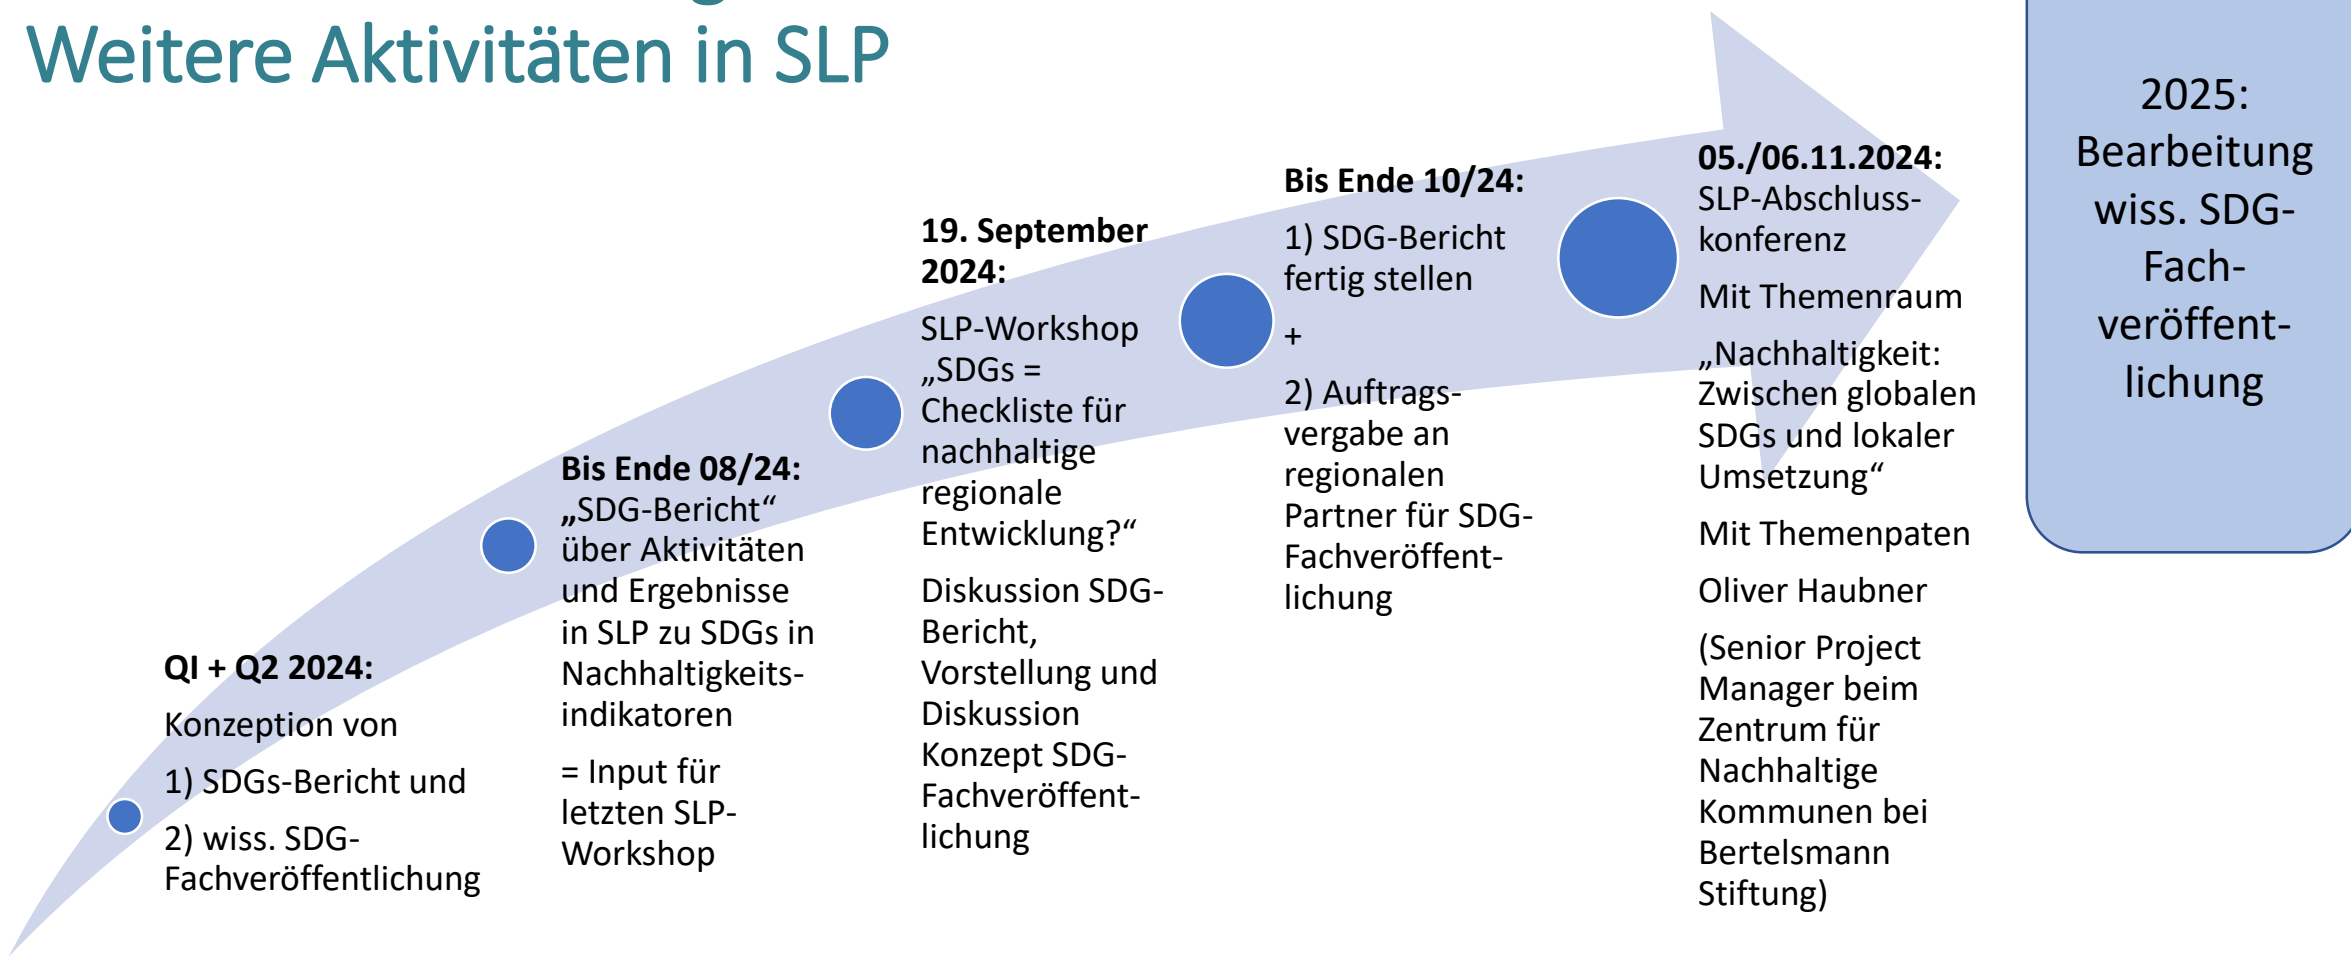 Weitere Aktivitäten in SLP
QI + Q2 2024:
Konzeption von
1) SDGs-Bericht und
2) wiss. SDG-
Fachveröffentlichung
Bis Ende 08/24:
„SDG-Bericht“
über Aktivitäten
und Ergebnisse
in SLP zu SDGs in
Nachhaltigkeits-
indikatoren
= Input für
letzten SLP-
Workshop
19. September
2024:
SLP-Workshop
„SDGs =
Checkliste für
nachhaltige
regionale
Entwicklung?“
Diskussion SDG-
Bericht,
Vorstellung und
Diskussion
Konzept SDG-
Fachveröffent-
lichung
Bis Ende 10/24:
1) SDG-Bericht
fertig stellen
+
2) Auftrags-
vergabe an
regionalen
Partner für SDG-
Fachveröffent-
lichung
05./06.11.2024:
SLP-Abschluss-
konferenz
Mit Themenraum
„Nachhaltigkeit:
Zwischen globalen
SDGs und lokaler
Umsetzung“
Mit Themenpaten
Oliver Haubner
(Senior Project
Manager beim
Zentrum für
Nachhaltige
Kommunen bei
Bertelsmann
Stiftung)
2025:
Bearbeitung
wiss. SDG-
Fach-
veröffent-
lichung